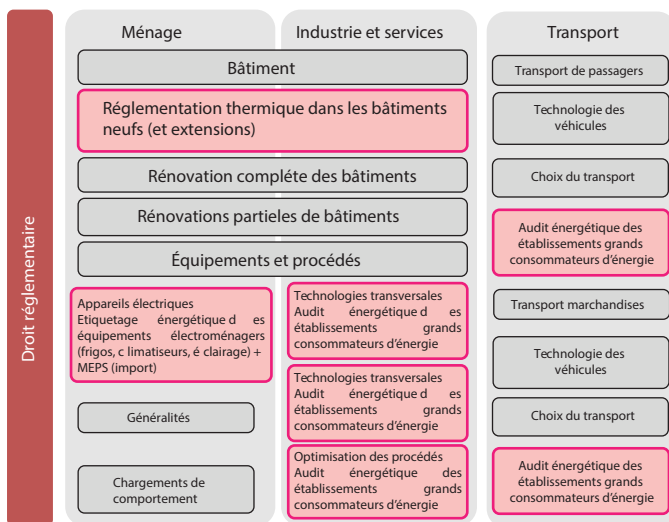 Droit réglementaire
Ménage
Industrie et services
Transport
Bâtiment
Réglementation thermique dans les bâtiments
neufs (et extensions)
Rénovation compléte des bâtiments
Rénovations partieles de bâtiments
Équipements et procédés
Appareils électriques
Etiquetage énergétique d es
équipements électroménagers
(frigos, c limatiseurs, é clairage) +
MEPS (import)
Généralités
Chargements de
comportement
Technologies transversales
Audit énergétique d es
établissements grands
consommateurs d'énergie
Technologies transversales
Audit énergétique d es
établissements grands
consommateurs d'énergie
Optimisation des procédés
Audit énergétique des
établissements grands
consommateurs d'énergie
Transport de passagers
Technologie des
véhicules
Choix du transport
Audit énergétique des
établissements grands
consommateurs d'énergie
Transport marchandises
Technologie des
véhicules
Choix du transport
Audit énergétique des
établissements grands
consommateurs d'énergie